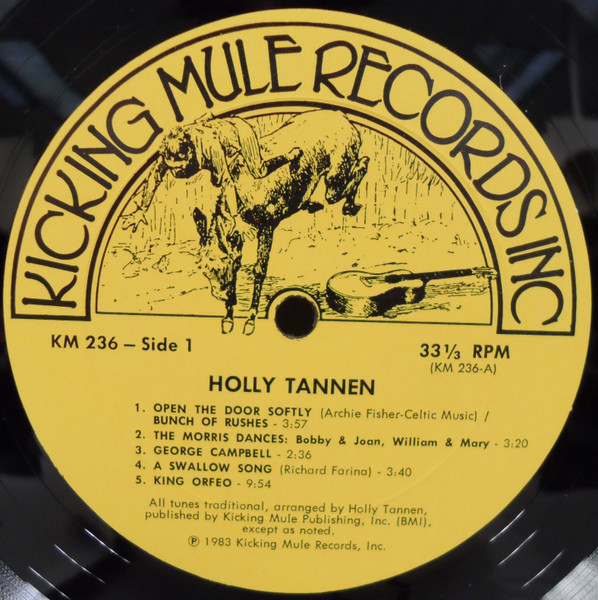 KICKING MULE RECORDS INC
KM 236 – Side 1
33 1/3 RPM
(KM 236-A)
HOLLY TANNEN
1. OPEN THE DOOR SOFTLY (Archie Fisher-Celtic Music) /
BUNCH OF RUSHES - 3:57
2. THE MORRIS DANCES: Bobby & Joan, William & Mary - 3:20
3. GEORGE CAMPBELL - 2:36
4. A SWALLOW SONG (Richard Farina) - 3:40
5. KING ORFEO - 9:54
All tunes traditional, arranged by Holly Tannen,
published by Kicking Mule Publishing, Inc. (BMI),
except as noted.
℗ 1983 Kicking Mule Records, Inc.